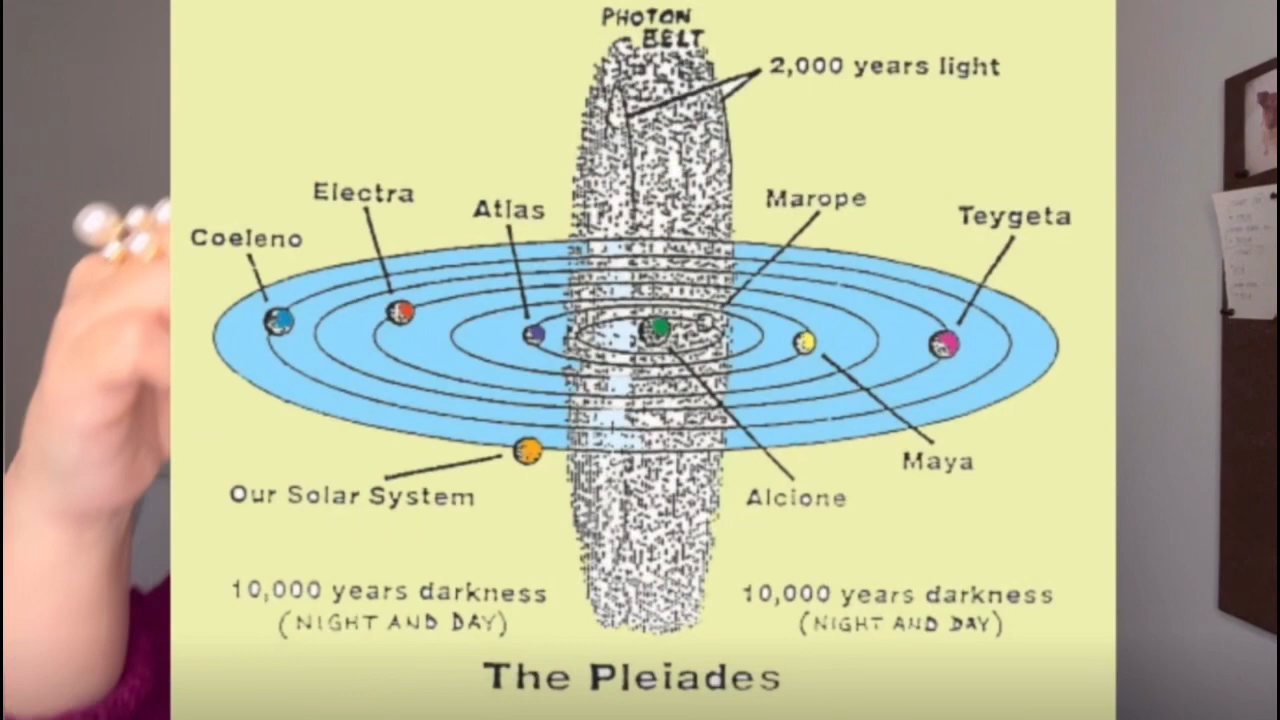 PHOTON
BELT
2,000 years light
Electra
Atlas
Marope
Teygeta
Coeleno
Maya
Our Solar System
Alcione
10,000 years darkness
(NIGHT AND DAY)
10,000 years darkness
(NIGHT AND DAY)
The Pleiades